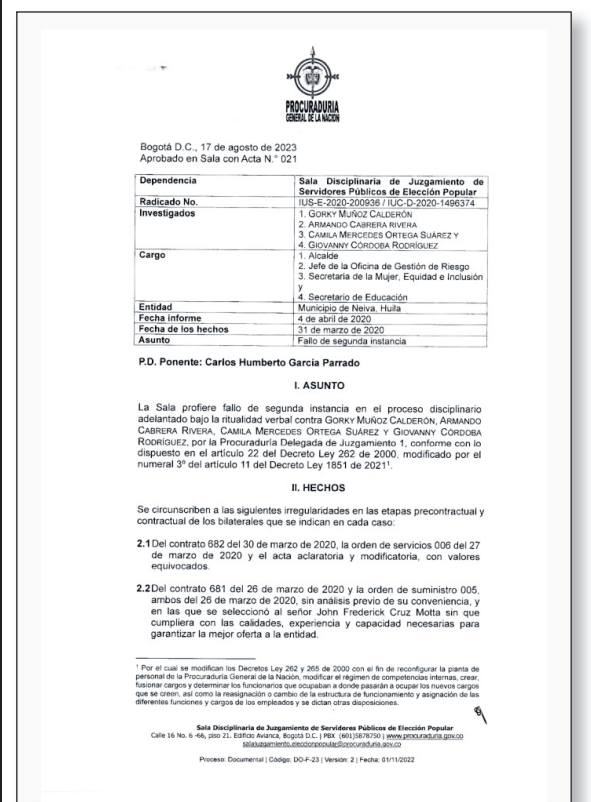 PROCURADURIA
GENERAL DE LA NACION
Bogotá D.C., 17 de agosto de 2023
Aprobado en Sala con Acta N.° 021
Dependencia
Sala Disciplinaria de Juzgamiento de
Servidores Públicos de Elección Popular
Radicado No.
IUS-E-2020-200936 / IUC-D-2020-1496374
Investigados
1. GORKY MUÑOZ CALDERÓN
2. ARMANDO CABRERA RIVERA
3. CAMILA MERCEDES ORTEGA SUÁREZ Y
4. GIOVANNY CÓRDOBA RODRÍGUEZ
Cargo
1. Alcalde
2. Jefe de la Oficina de Gestión de Riesgo
3. Secretaria de la Mujer, Equidad e Inclusión
y
4. Secretario de Educación
Entidad
Municipio de Neiva, Huila
Fecha informe
4 de abril de 2020
Fecha de los hechos
31 de marzo de 2020
Asunto
Fallo de segunda instancia
P.D. Ponente: Carlos Humberto García Parrado
I. ASUNTO
La Sala profiere fallo de segunda instancia en el proceso disciplinario
adelantado bajo la ritualidad verbal contra GORKY MUÑOZ CALDERÓN, ARMANDO
CABRERA RIVERA, CAMILA MERCEDES ORTEGA SUÁREZ Y GIOVANNY CÓRDOBA
RODRÍGUEZ, por la Procuraduría Delegada de Juzgamiento 1, conforme con lo
dispuesto en el artículo 22 del Decreto Ley 262 de 2000, modificado por el
numeral 3º del artículo 11 del Decreto Ley 1851 de 2021¹.
II. HECHOS
Se circunscriben a las siguientes irregularidades en las etapas precontractual y
contractual de los bilaterales que se indican en cada caso:
2.1 Del contrato 682 del 30 de marzo de 2020, la orden de servicios 006 del 27
de marzo de 2020 y el acta aclaratoria y modificatoria, con valores
equivocados.
2.2 Del contrato 681 del 26 de marzo de 2020 y la orden de suministro 005,
ambos del 26 de marzo de 2020, sin análisis previo de su conveniencia, y
en las que se seleccionó al señor John Frederick Cruz Motta sin que
cumpliera con las calidades, experiencia y capacidad necesarias para
garantizar la mejor oferta a la entidad.
¹ Por el cual se modifican los Decretos Ley 262 y 265 de 2000 con el fin de reconfigurar la planta de
personal de la Procuraduría General de la Nación, modificar el régimen de competencias internas, crear,
fusionar cargos y determinar los funcionarios que ocupaban a donde pasarán a ocupar los nuevos cargos
que se creen, así como la reasignación o cambio de la estructura de funcionamiento y asignación de las
diferentes funciones y cargos de los empleados y se dictan otras disposiciones.
Sala Disciplinaria de Juzgamiento de Servidores Públicos de Elección Popular
Calle 16 No. 6 -66, piso 21. Edificio Avianca, Bogotá D.C. | PBX (601)5878750 | www.procuraduria.gov.co
salajuzgamiento.eleccionpopular@procuraduria.gov.co
Proceso: Documental | Código: DO-F-23 | Versión: 2 | Fecha: 01/11/2022